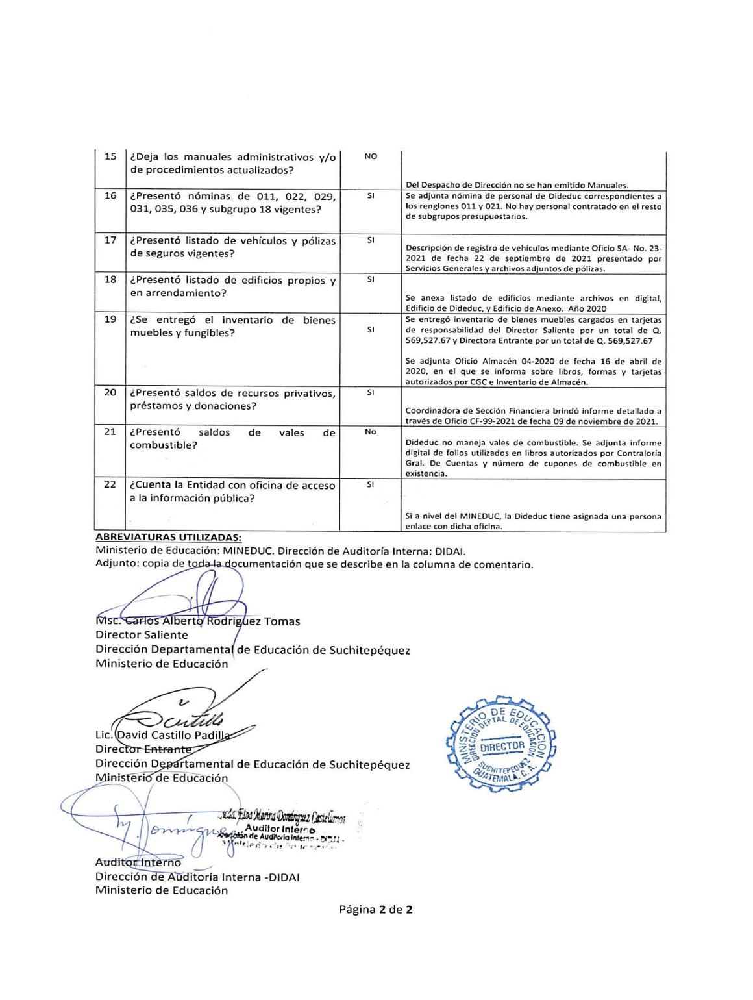 15 ¿Deja los manuales administrativos y/o NO
de procedimientos actualizados?
Del Despacho de Dirección no se han emitido Manuales.
16 ¿Presentó nóminas de 011, 022, 029, SI Se adjunta nómina de personal de Dideduc correspondientes a
031, 035, 036 y subgrupo 18 vigentes? los renglones 011 y 021. No hay personal contratado en el resto
de subgrupos presupuestarios.
17 ¿Presentó listado de vehículos y pólizas SI
de seguros vigentes? Descripción de registro de vehículos mediante Oficio SA- No. 23-
2021 de fecha 22 de septiembre de 2021 presentado por
Servicios Generales y archivos adjuntos de pólizas.
18 ¿Presentó listado de edificios propios y SI
en arrendamiento?
Se anexa listado de edificios mediante archivos en digital,
Edificio de Dideduc, y Edificio de Anexo. Año 2020
19 ¿Se entregó el inventario de bienes Se entregó inventario de bienes muebles cargados en tarjetas
muebles y fungibles? SI de responsabilidad del Director Saliente por un total de Q.
569,527.67 y Directora Entrante por un total de Q. 569,527.67
Se adjunta Oficio Almacén 04-2020 de fecha 16 de abril de
2020, en el que se informa sobre libros, formas y tarjetas
autorizados por CGC e Inventario de Almacén.
20 ¿Presentó saldos de recursos privativos, SI
préstamos y donaciones?
Coordinadora de Sección Financiera brindó informe detallado a
través de Oficio CF-99-2021 de fecha 09 de noviembre de 2021.
21 ¿Presentó saldos de vales de No
combustible? Dideduc no maneja vales de combustible. Se adjunta informe
digital de folios utilizados en libros autorizados por Contraloría
Gral. De Cuentas y número de cupones de combustible en
existencia.
22 ¿Cuenta la Entidad con oficina de acceso SI
a la información pública?
Si a nivel del MINEDUC, la Dideduc tiene asignada una persona
enlace con dicha oficina.
ABREVIATURAS UTILIZADAS:
Ministerio de Educación: MINEDUC. Dirección de Auditoría Interna: DIDAI.
Adjunto: copia de toda la documentación que se describe en la columna de comentario.
Msc. Carlos Alberto Rodriguez Tomas
Director Saliente
Dirección Departamental de Educación de Suchitepéquez
Ministerio de Educación
Lic. David Castillo Padilla
Director Entrante
Dirección Departamental de Educación de Suchitepéquez
Ministerio de Educación
MINISTERIO DE EDUCACION
DIRECCIÓN DEPTAL DE EDUCACIÓN
DIRECTOR
SUCHITEPEQUEZ
GUATEMALA, C. A.
Marina Domínguez Castellanos
Auditor Interno
de Auditoría Interna
Auditor Interno
Dirección de Auditoría Interna -DIDAI
Ministerio de Educación
Página 2 de 2